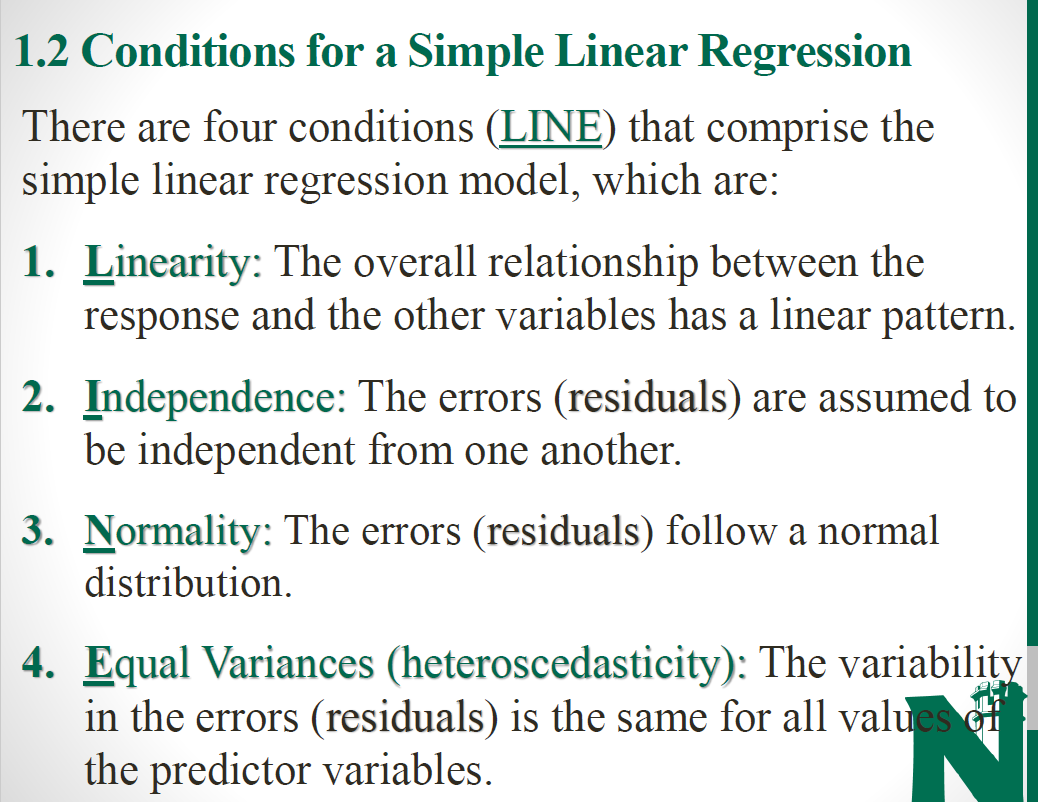 1.2 Conditions for a Simple Linear Regression
There are four conditions (LINE) that comprise the
simple linear regression model, which are:
1. Linearity: The overall relationship between the
response and the other variables has a linear pattern.
2. Independence: The errors (residuals) are assumed to
be independent from one another.
3. Normality: The errors (residuals) follow a normal
distribution.
4. Equal Variances (heteroscedasticity): The variability
in the errors (residuals) is the same for all values of
the predictor variables.
N